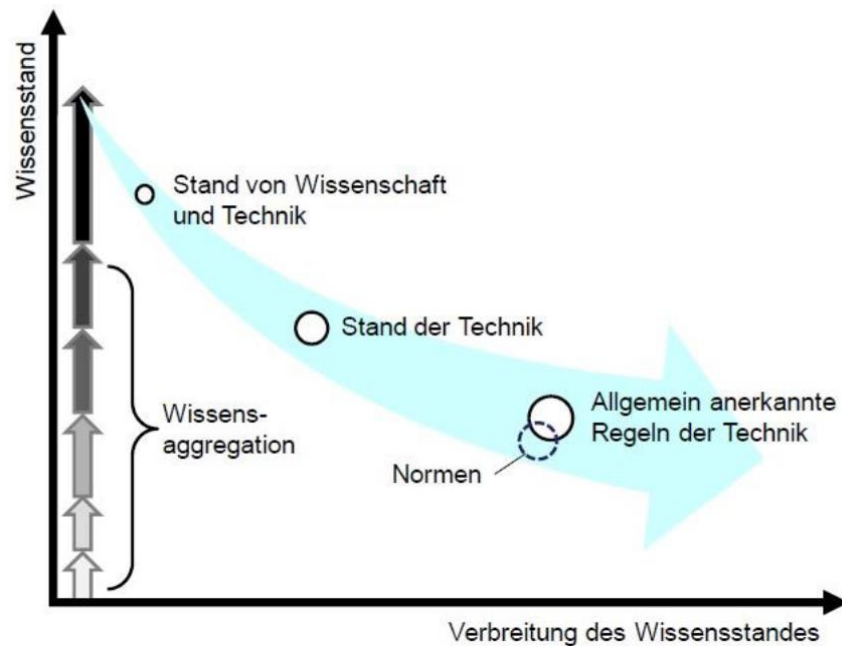 Wissensstand
Stand von Wissenschaft
und Technik
Stand der Technik
Allgemein anerkannte
Regeln der Technik
Wissens-
aggregation
Normen
Verbreitung des Wissensstandes